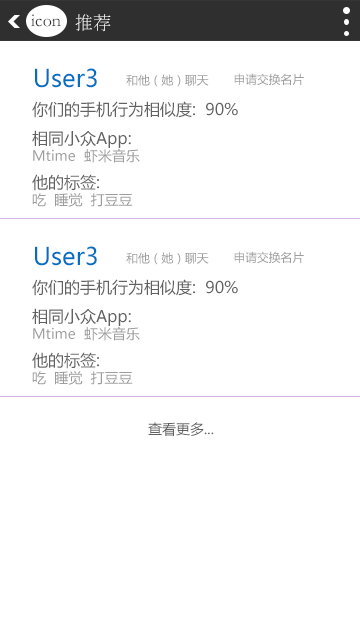 icon 推荐
User3 和他（她）聊天 申请交换名片
你们的手机行为相似度: 90%
相同小众App:
Mtime 虾米音乐
他的标签:
吃 睡觉 打豆豆
User3 和他（她）聊天 申请交换名片
你们的手机行为相似度: 90%
相同小众App:
Mtime 虾米音乐
他的标签:
吃 睡觉 打豆豆
查看更多...